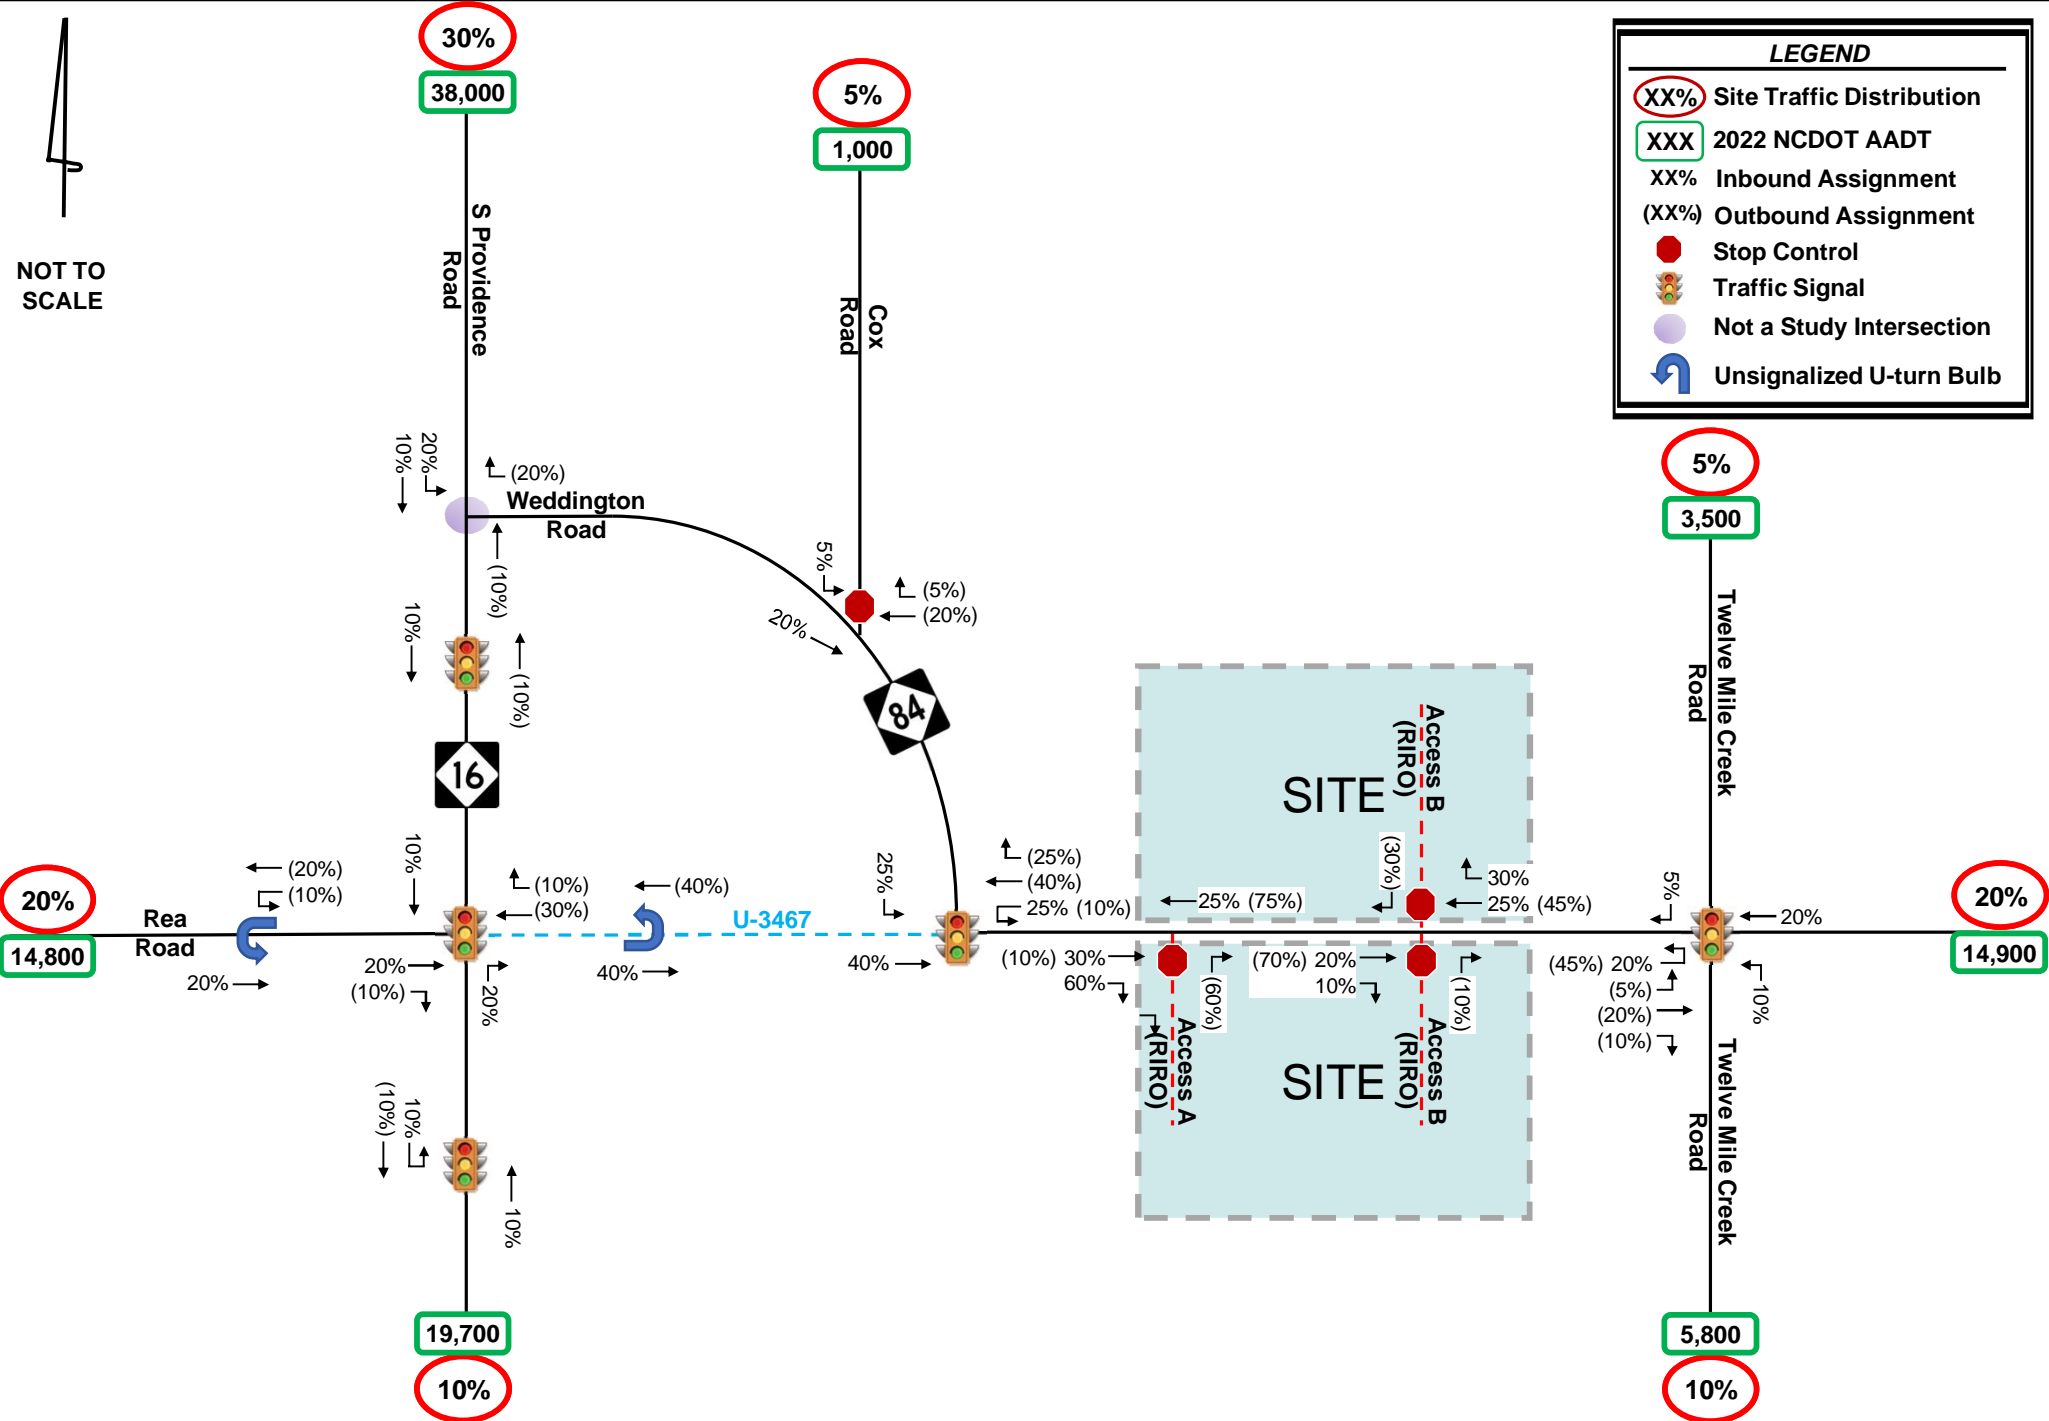 30%
38,000
5%
1,000
LEGEND
XX% Site Traffic Distribution
XXX 2022 NCDOT AADT
XX% Inbound Assignment
(XX%) Outbound Assignment
Stop Control
Traffic Signal
Not a Study Intersection
Unsignalized U-turn Bulb
NOT TO
SCALE
S Providence
Road
Cox
Road
10%
20%
(20%)
Weddington
Road
(10%)
5%
(5%)
(20%)
20%
10%
(10%)
84
16
5%
3,500
Twelve Mile Creek
Road
SITE
Access B
(RIRO)
20%
14,800
Rea
Road
(20%)
(10%)
20%
10%
(10%)
(30%)
20%
(10%)
20%
(40%)
U-3467
40%
25%
(25%)
(40%)
25% (10%)
40%
(10%) 30%
60%
25% (75%)
(30%)
30%
25% (45%)
(60%)
(70%) 20%
10%
(10%)
Access A
(RIRO)
SITE
Access B
(RIRO)
5%
20%
(45%) 20%
(5%)
(20%)
(10%)
10%
20%
14,900
Twelve Mile Creek
Road
(10%)
10%
10%
19,700
10%
5,800
10%